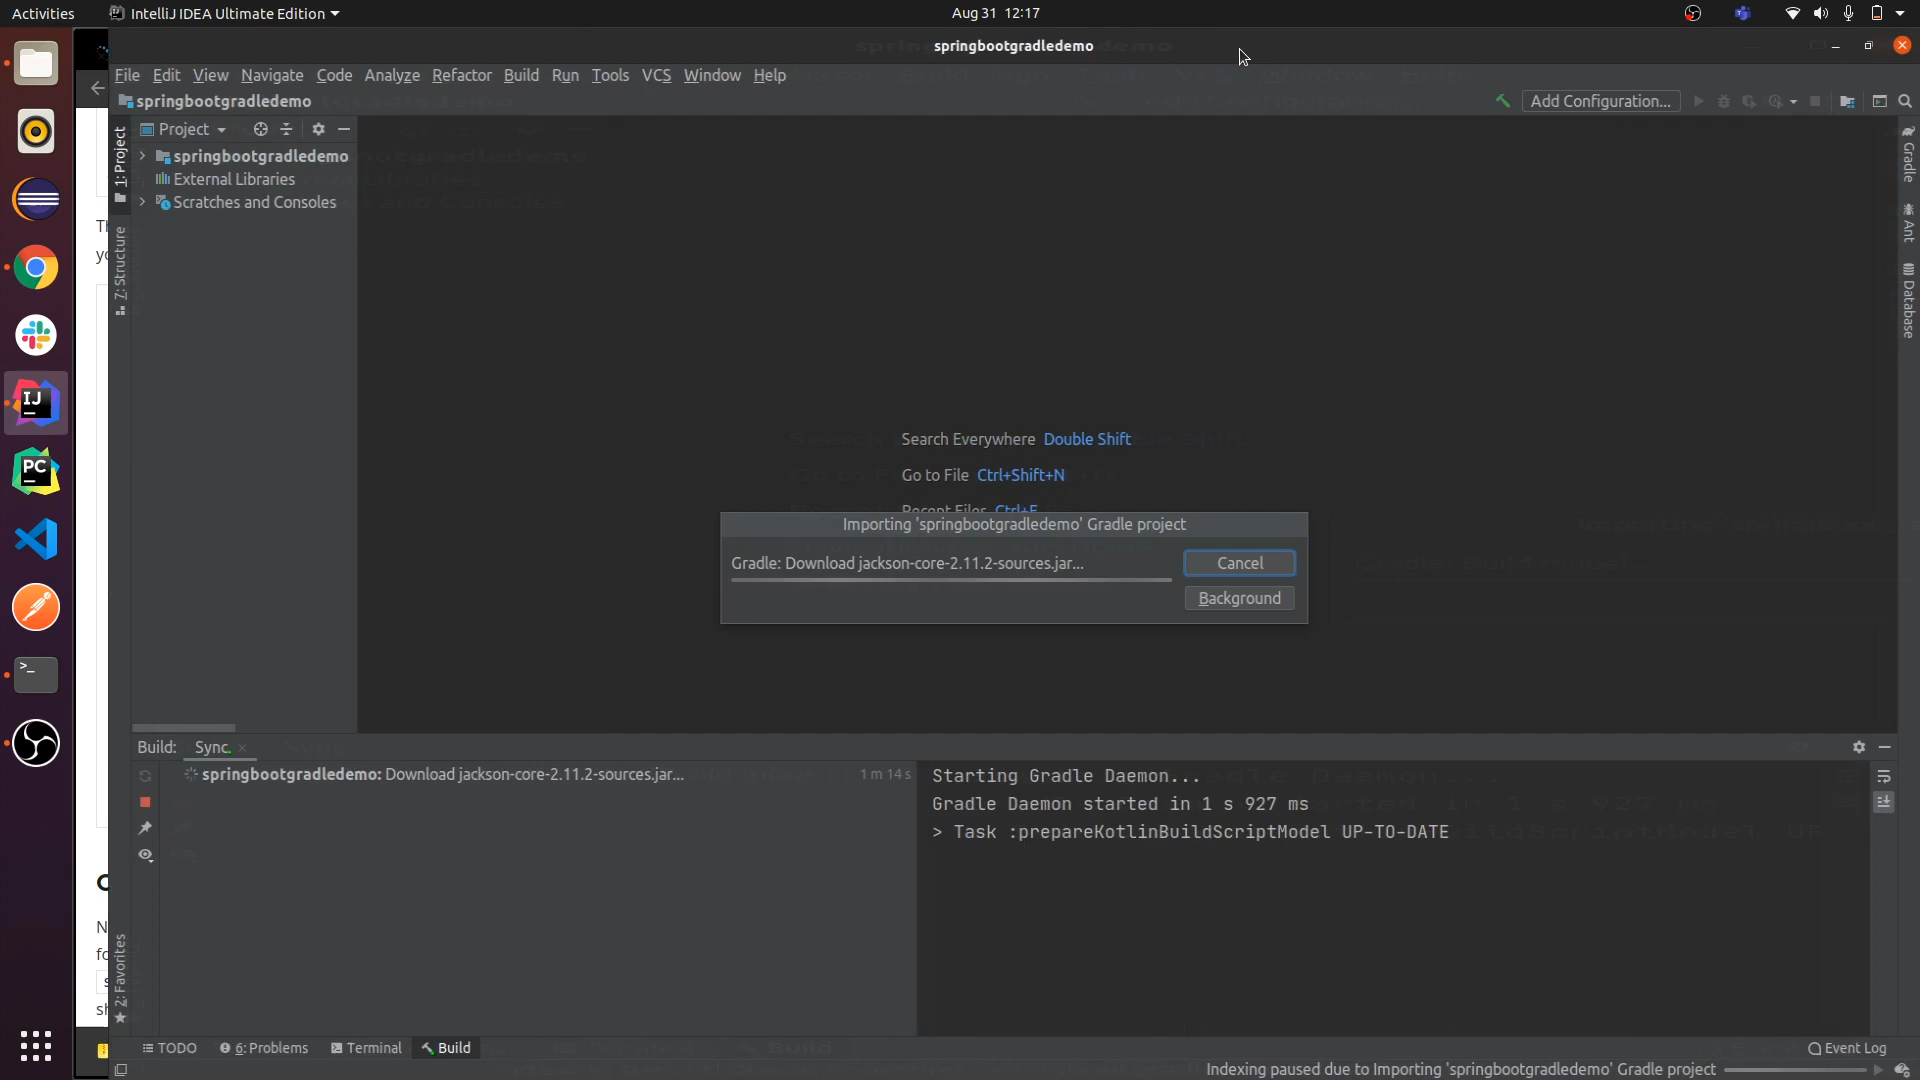 Activities
IntelliJ IDEA Ultimate Edition
Aug 31 12:17
springbootgradledemo
File Edit View Navigate Code Analyze Refactor Build Run Tools VCS Window Help
springbootgradledemo
Add Configuration...
Project
springbootgradledemo
External Libraries
Scratches and Consoles
1: Project
Z: Structure
2: Favorites
Gradle
Ant
Database
Search Everywhere Double Shift
Go to File Ctrl+Shift+N
Recent Files Ctrl+E
Importing 'springbootgradledemo' Gradle project
Gradle: Download jackson-core-2.11.2-sources.jar...
Cancel
Background
Build: Sync
springbootgradledemo: Download jackson-core-2.11.2-sources.jar...
1 m 14 s
Starting Gradle Daemon...
Gradle Daemon started in 1 s 927 ms
> Task :prepareKotlinBuildScriptModel UP-TO-DATE
TODO
6: Problems
Terminal
Build
Event Log
Indexing paused due to Importing 'springbootgradledemo' Gradle project
IJ
PC